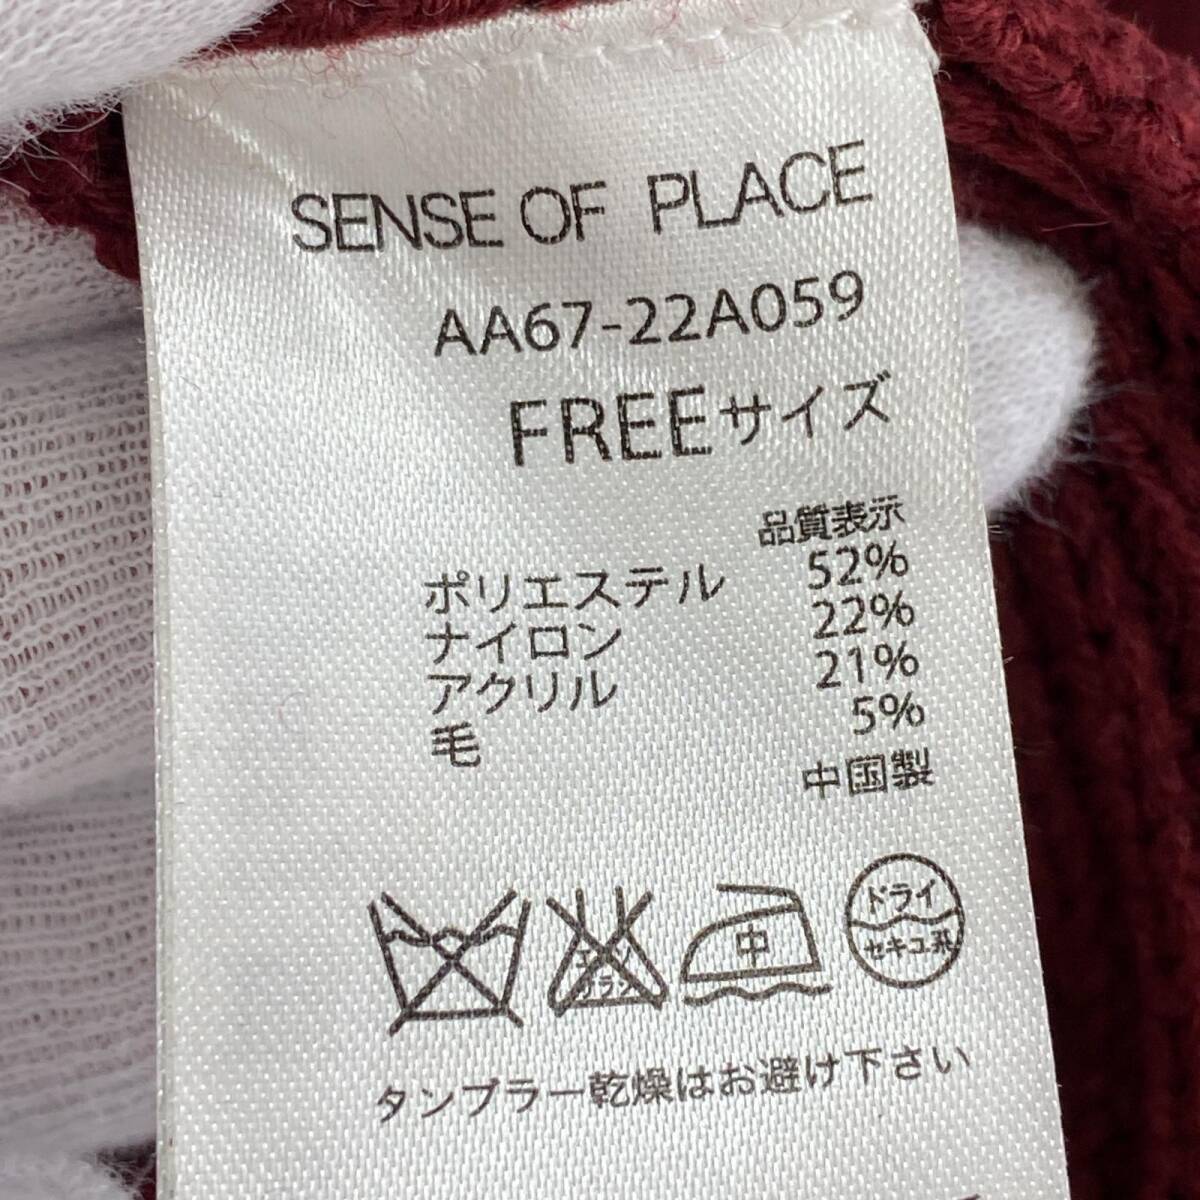 SENSE OF PLACE
AA67-22A059
FREEサイズ
品質表示
ポリエステル 52%
ナイロン 22%
アクリル 21%
毛 5%
中国製
中
ドライ
セキユ系
タンブラー乾燥はお避け下さい